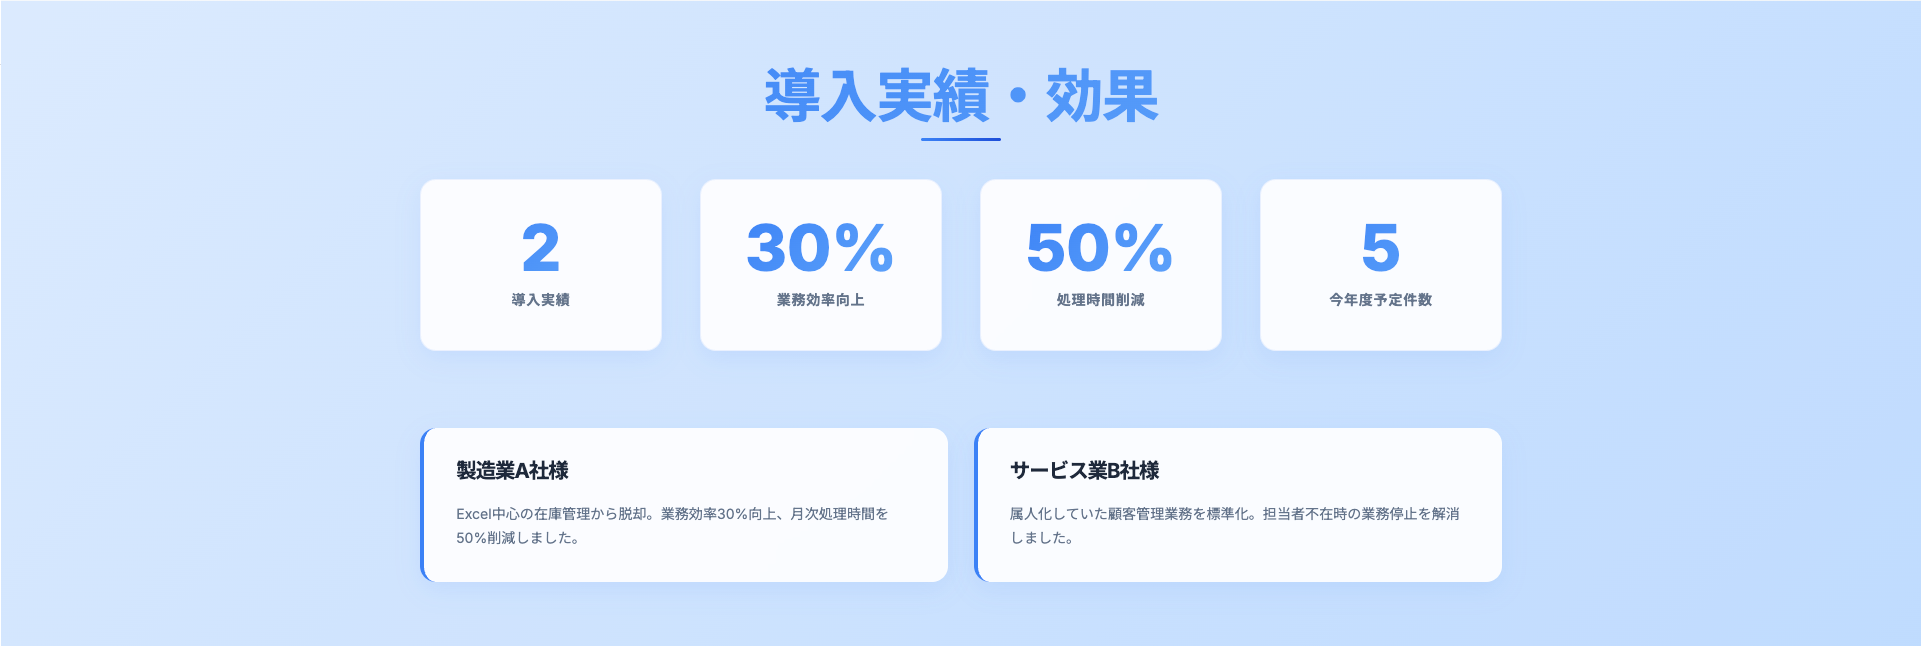 導入実績・効果
2
導入実績
30%
業務効率向上
50%
処理時間削減
5
今年度予定件数
製造業A社様
Excel中心の在庫管理から脱却。業務効率30%向上、月次処理時間を
50%削減しました。
サービス業B社様
属人化していた顧客管理業務を標準化。担当者不在時の業務停止を解消
しました。